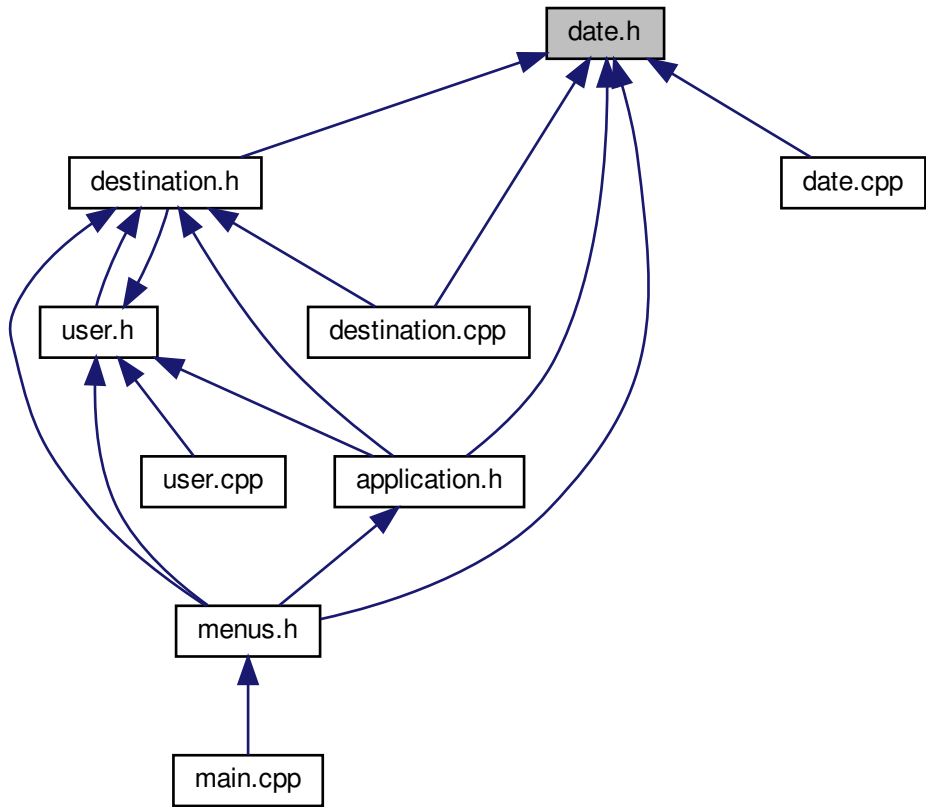 date.h
destination.h
date.cpp
user.h
destination.cpp
user.cpp
application.h
menus.h
main.cpp